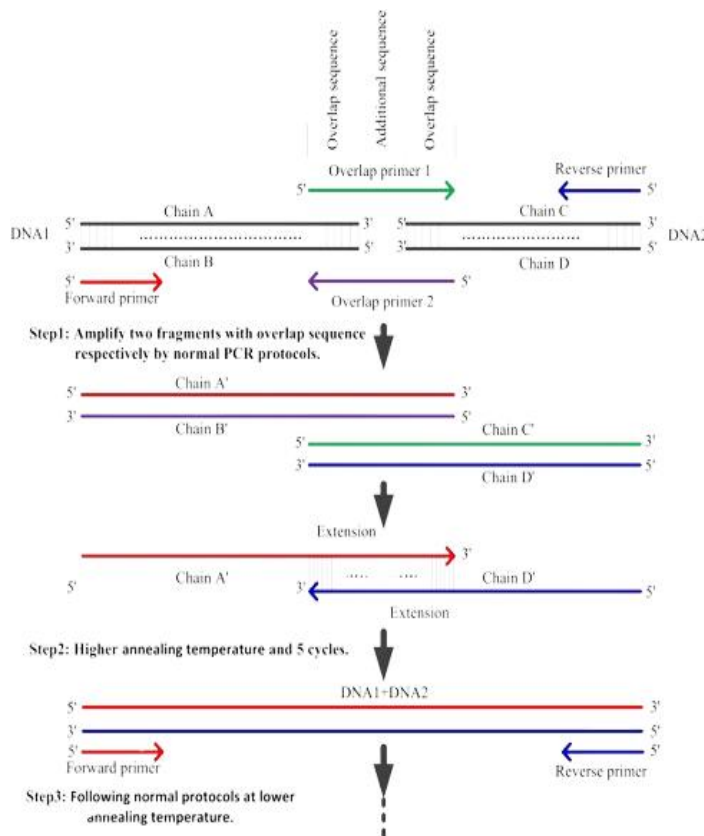 Overlap sequence
Additional sequence
Overlap sequence
Overlap primer 1
Reverse primer
5'
5'
Chain A
Chain C
5'
3'
5'
3'
DNA1
DNA2
3'
5'
3'
5'
Chain B
Chain D
5'
5'
Forward primer
Overlap primer 2
Step1: Amplify two fragments with overlap sequence
respectively by normal PCR protocols.
Chain A'
5'
3'
3'
5'
Chain B'
Chain C'
5'
3'
3'
5'
Chain D'
Extension
3'
Chain A'
Chain D'
5'
3'
5'
Extension
Step2: Higher annealing temperature and 5 cycles.
DNA1+DNA2
5'
3'
3'
5'
5'
5'
Forward primer
Reverse primer
Step3: Following normal protocols at lower
annealing temperature.